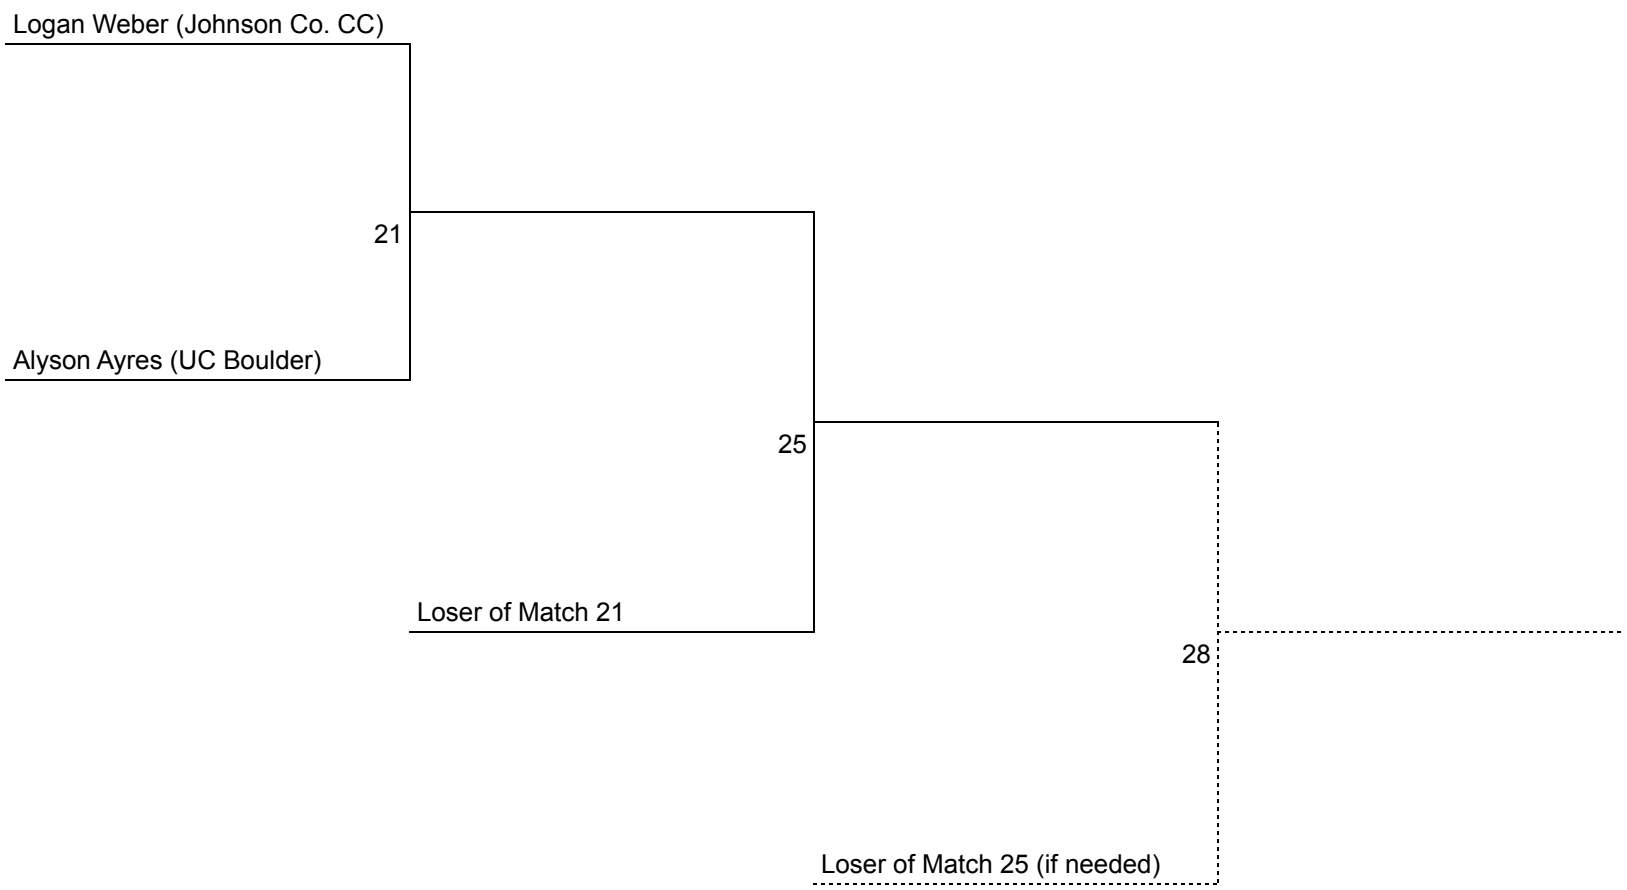 Logan Weber (Johnson Co. CC)
21
Alyson Ayres (UC Boulder)
25
Loser of Match 21
28
Loser of Match 25 (if needed)